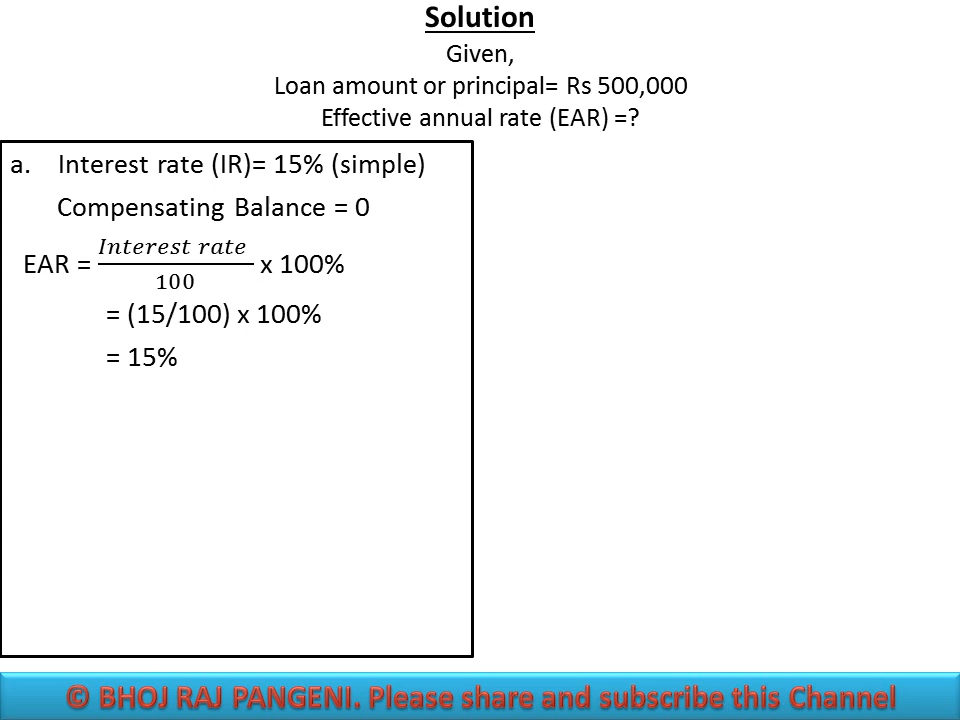 Solution
Given,
Loan amount or principal= Rs 500,000
Effective annual rate (EAR) =?
a. Interest rate (IR)= 15% (simple)
Compensating Balance = 0
EAR = Interest rate / 100 x 100%
= (15/100) x 100%
= 15%
© BHOJ RAJ PANGENI. Please share and subscribe this Channel